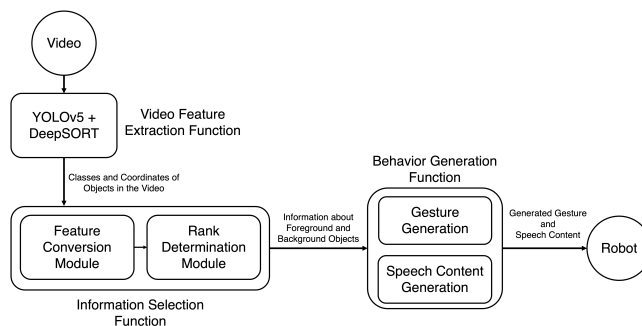 Video
YOLOv5 +
DeepSORT
Video Feature
Extraction Function
Classes and Coordinates of
Objects in the Video
Feature
Conversion
Module
Rank
Determination
Module
Information Selection
Function
Information about
Foreground and
Background Objects
Behavior Generation
Function
Gesture
Generation
Speech Content
Generation
Generated Gesture
and
Speech Content
Robot